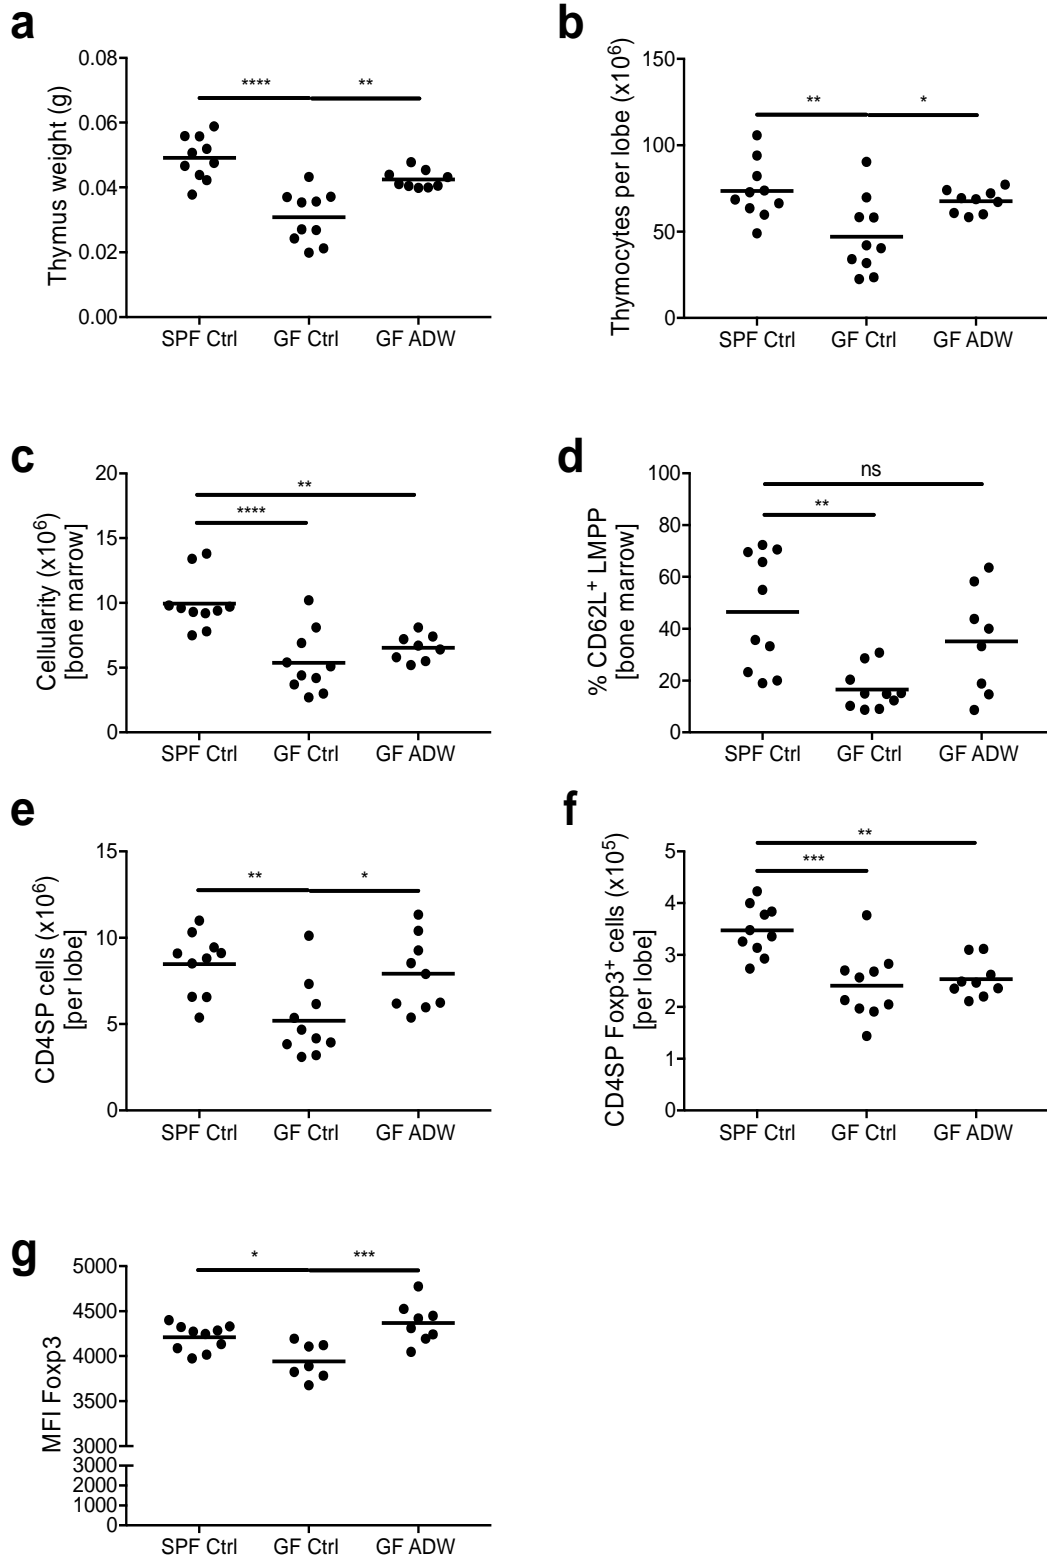 a
Thymus weight (g)
0.08
0.06
0.04
0.02
0.00
****
**
SPF Ctrl
GF Ctrl
GF ADW
b
Thymocytes per lobe (x10⁶)
150
100
50
0
**
*
SPF Ctrl
GF Ctrl
GF ADW
c
Cellularity (x10⁶)
[bone marrow]
20
15
10
5
0
**
****
SPF Ctrl
GF Ctrl
GF ADW
d
% CD62L⁺ LMPP
[bone marrow]
100
80
60
40
20
0
ns
**
SPF Ctrl
GF Ctrl
GF ADW
e
CD4SP cells (x10⁶)
[per lobe]
15
10
5
0
**
*
SPF Ctrl
GF Ctrl
GF ADW
f
CD4SP Foxp3⁺ cells (x10⁵)
[per lobe]
5
4
3
2
1
0
**
***
SPF Ctrl
GF Ctrl
GF ADW
g
MFI Foxp3
5000
4500
4000
3500
3000
3000
2000
1000
0
*
***
SPF Ctrl
GF Ctrl
GF ADW